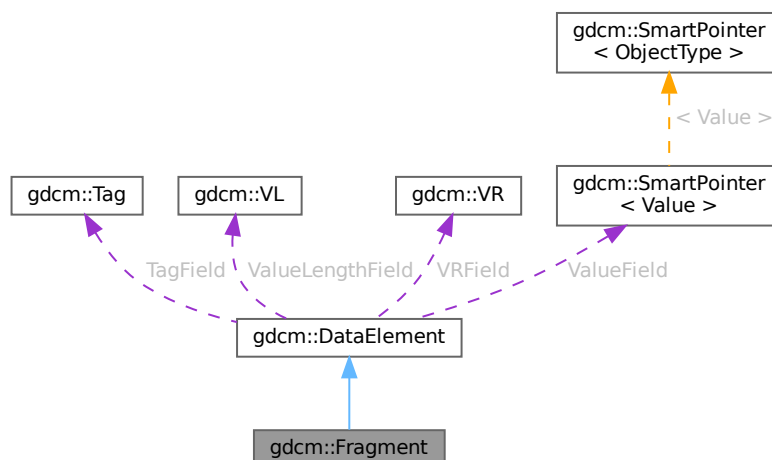 gdcm::SmartPointer
< ObjectType >
< Value >
gdcm::Tag
gdcm::VL
gdcm::VR
gdcm::SmartPointer
< Value >
TagField
ValueLengthField
VRField
ValueField
gdcm::DataElement
gdcm::Fragment